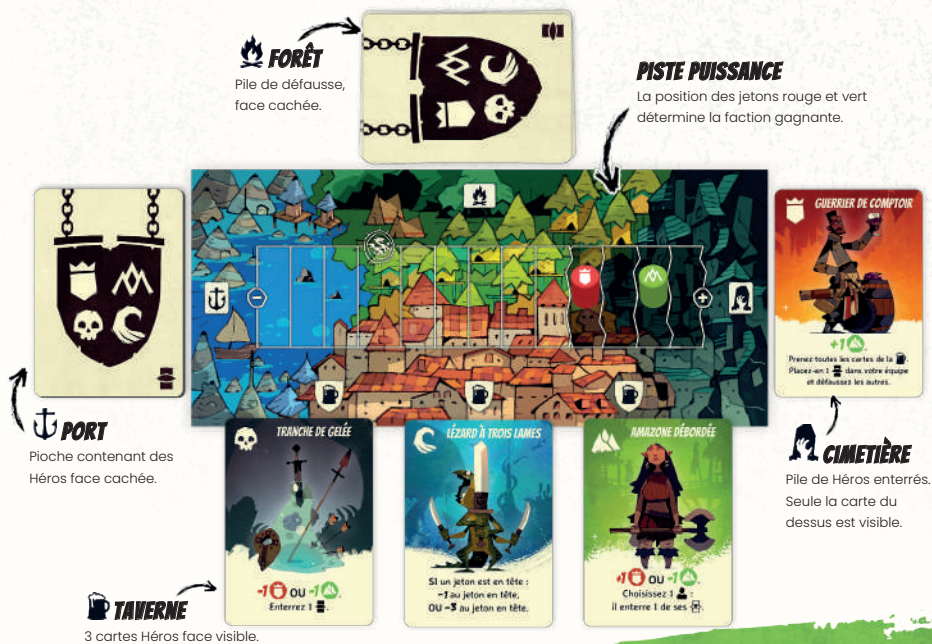 FORÊT
Pile de défausse,
face cachée.
PISTE PUISSANCE
La position des jetons rouge et vert
détermine la faction gagnante.
GUERRIER DE COMPTOIR
+1
Prenez toutes les cartes de la
Placez-en 1 dans votre équipe
et défaussez les autres.
PORT
Pioche contenant des
Héros face cachée.
CIMETIÈRE
Pile de Héros enterrés.
Seule la carte du
dessus est visible.
TRANCHE DE GELÉE
-1 OU -1.
Enterrez 1
LÉZARD À TROIS LAMES
SI un jeton est en tête :
-1 au jeton en tête,
OU -3 au jeton en tête.
AMAZONE DÉBORDÉE
+1 OU -1.
Choisissez 1 :
il enterre 1 de ses
TAVERNE
3 cartes Héros face visible.